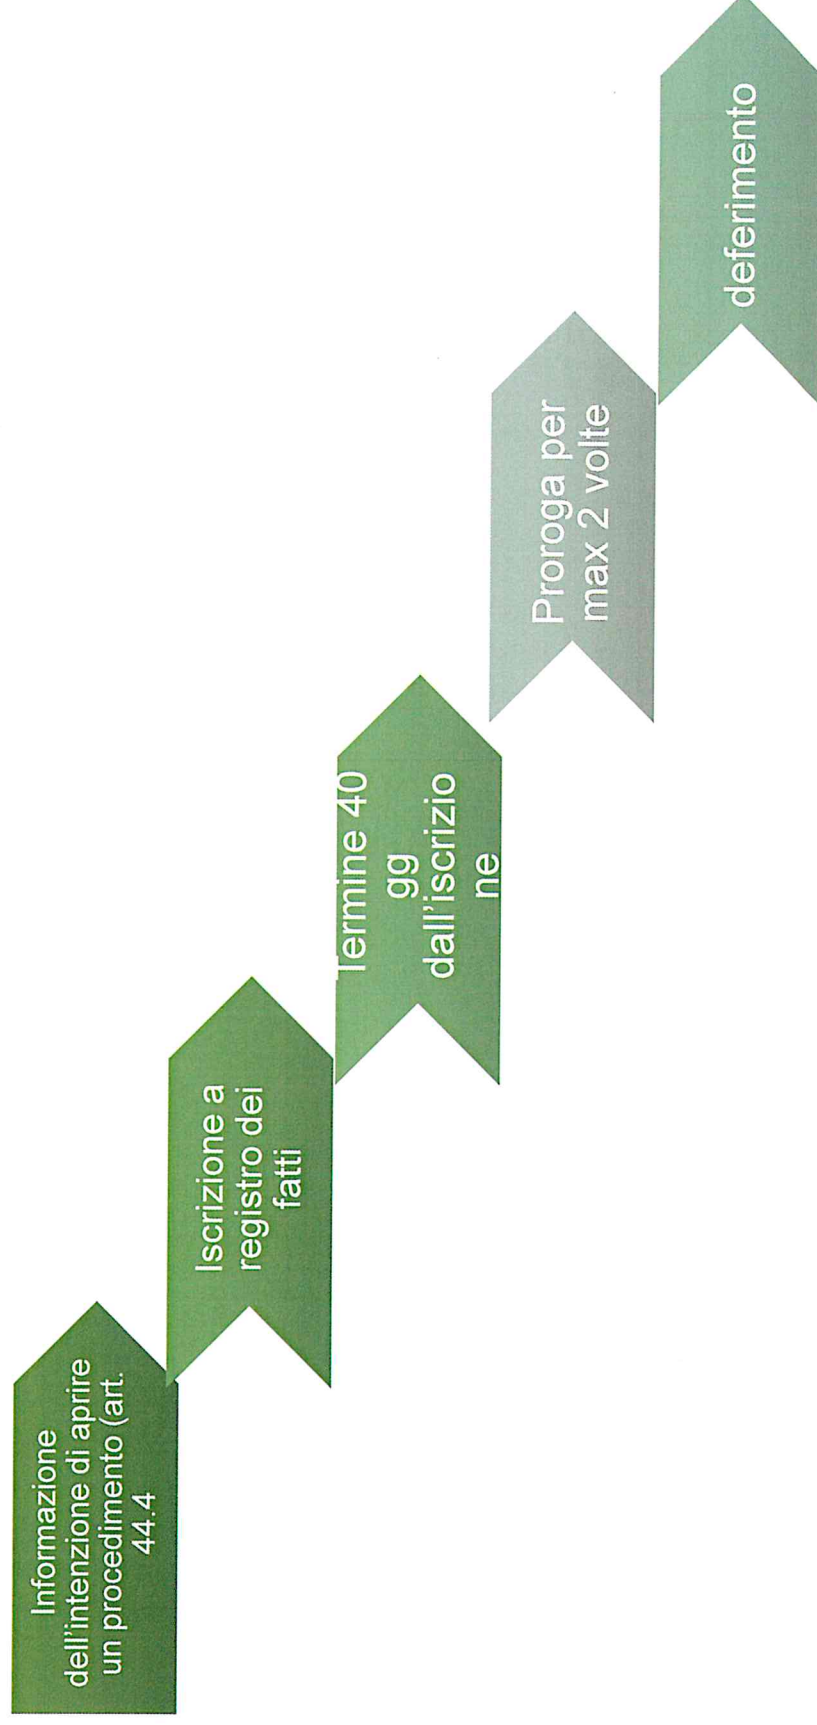 Informazione
dell'intenzione di aprire
un procedimento (art.
44.4
Iscrizione a
registro dei
fatti
Termine 40
gg
dall'iscrizio
ne
Proroga per
max 2 volte
deferimento